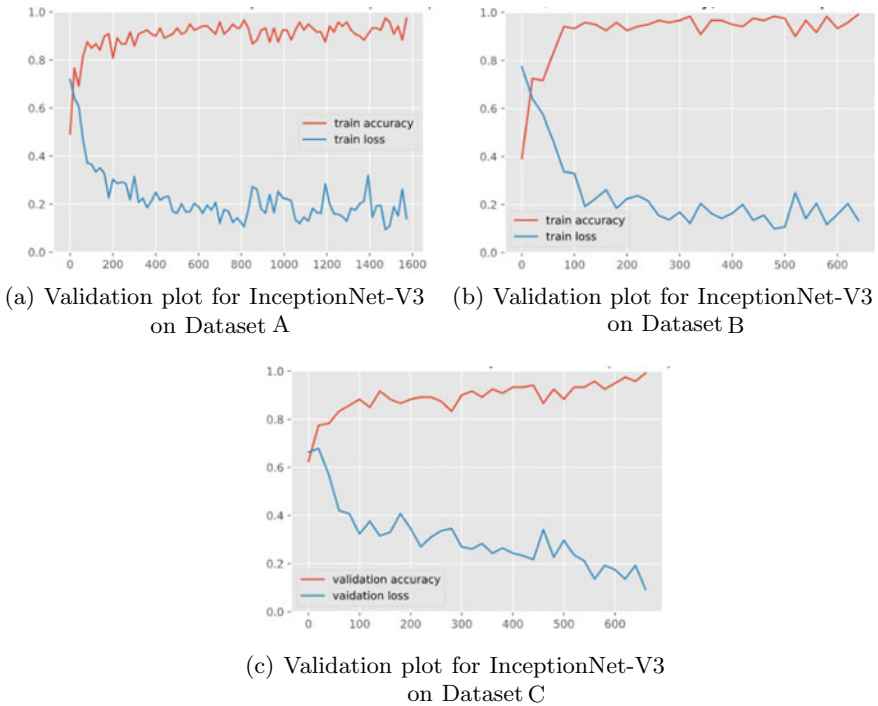 1.0
0.8
0.6
0.4
0.2
0.0
train accuracy
train loss
0 200 400 600 800 1000 1200 1400 1600
(a) Validation plot for InceptionNet-V3
on Dataset A
1.0
0.8
0.6
0.4
0.2
0.0
train accuracy
train loss
0 100 200 300 400 500 600
(b) Validation plot for InceptionNet-V3
on Dataset B
1.0
0.8
0.6
0.4
0.2
0.0
validation accuracy
vaidation loss
0 100 200 300 400 500 600
(c) Validation plot for InceptionNet-V3
on Dataset C